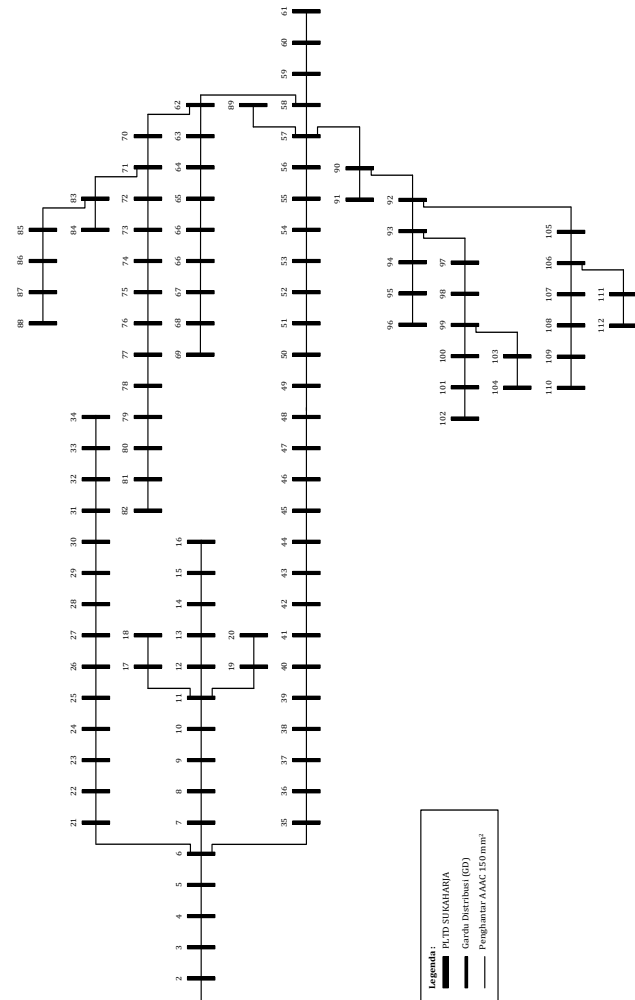 88 87 86 85
21 22 23 24 25 26 27 28 29 30 31 32 33 34 84 83
17 18 82 81 80 79 78 77 76 75 74 73 72 71 70
2 3 4 5 6 7 8 9 10 11 12 13 14 15 16 69 68 67 66 66 65 64 63 62
19 20 89
35 36 37 38 39 40 41 42 43 44 45 46 47 48 49 50 51 52 53 54 55 56 57 58 59 60 61
91 90
96 95 94 93 92
102 101 100 99 98 97
104 103
110 109 108 107 106 105
112 111
Legenda :
PLTD SUKAHARJA
Gardu Distribusi (GD)
Penghantar AAAC 150 mm²